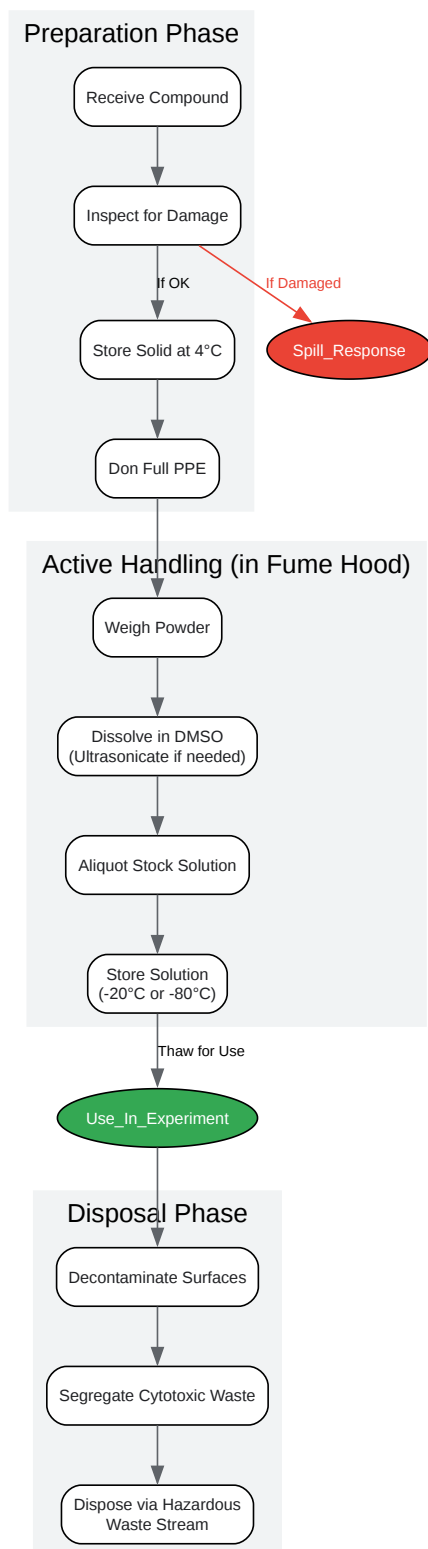 Preparation Phase
Receive Compound
Inspect for Damage
If OK
If Damaged
Store Solid at 4°C
Spill_Response
Don Full PPE
Active Handling (in Fume Hood)
Weigh Powder
Dissolve in DMSO
(Ultrasonicate if needed)
Aliquot Stock Solution
Store Solution
(-20°C or -80°C)
Thaw for Use
Use_In_Experiment
Disposal Phase
Decontaminate Surfaces
Segregate Cytotoxic Waste
Dispose via Hazardous
Waste Stream